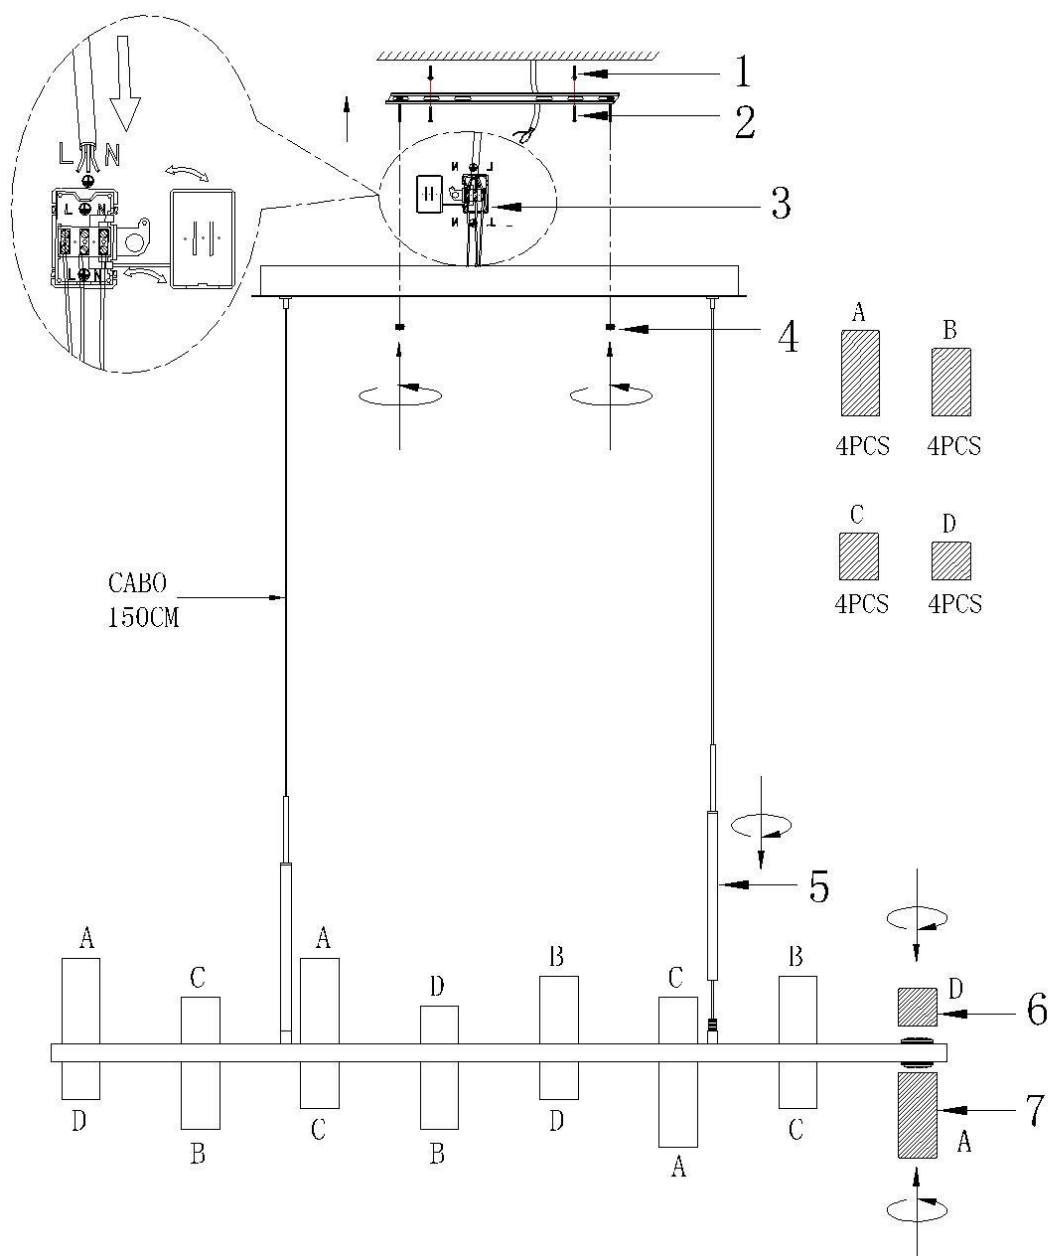 1
2
L N
L N
L N
N L
N L
3
4
A B
4PCS 4PCS
C D
4PCS 4PCS
CABO
150CM
5
A C A D B C B D
6
D B C B D A C A
7